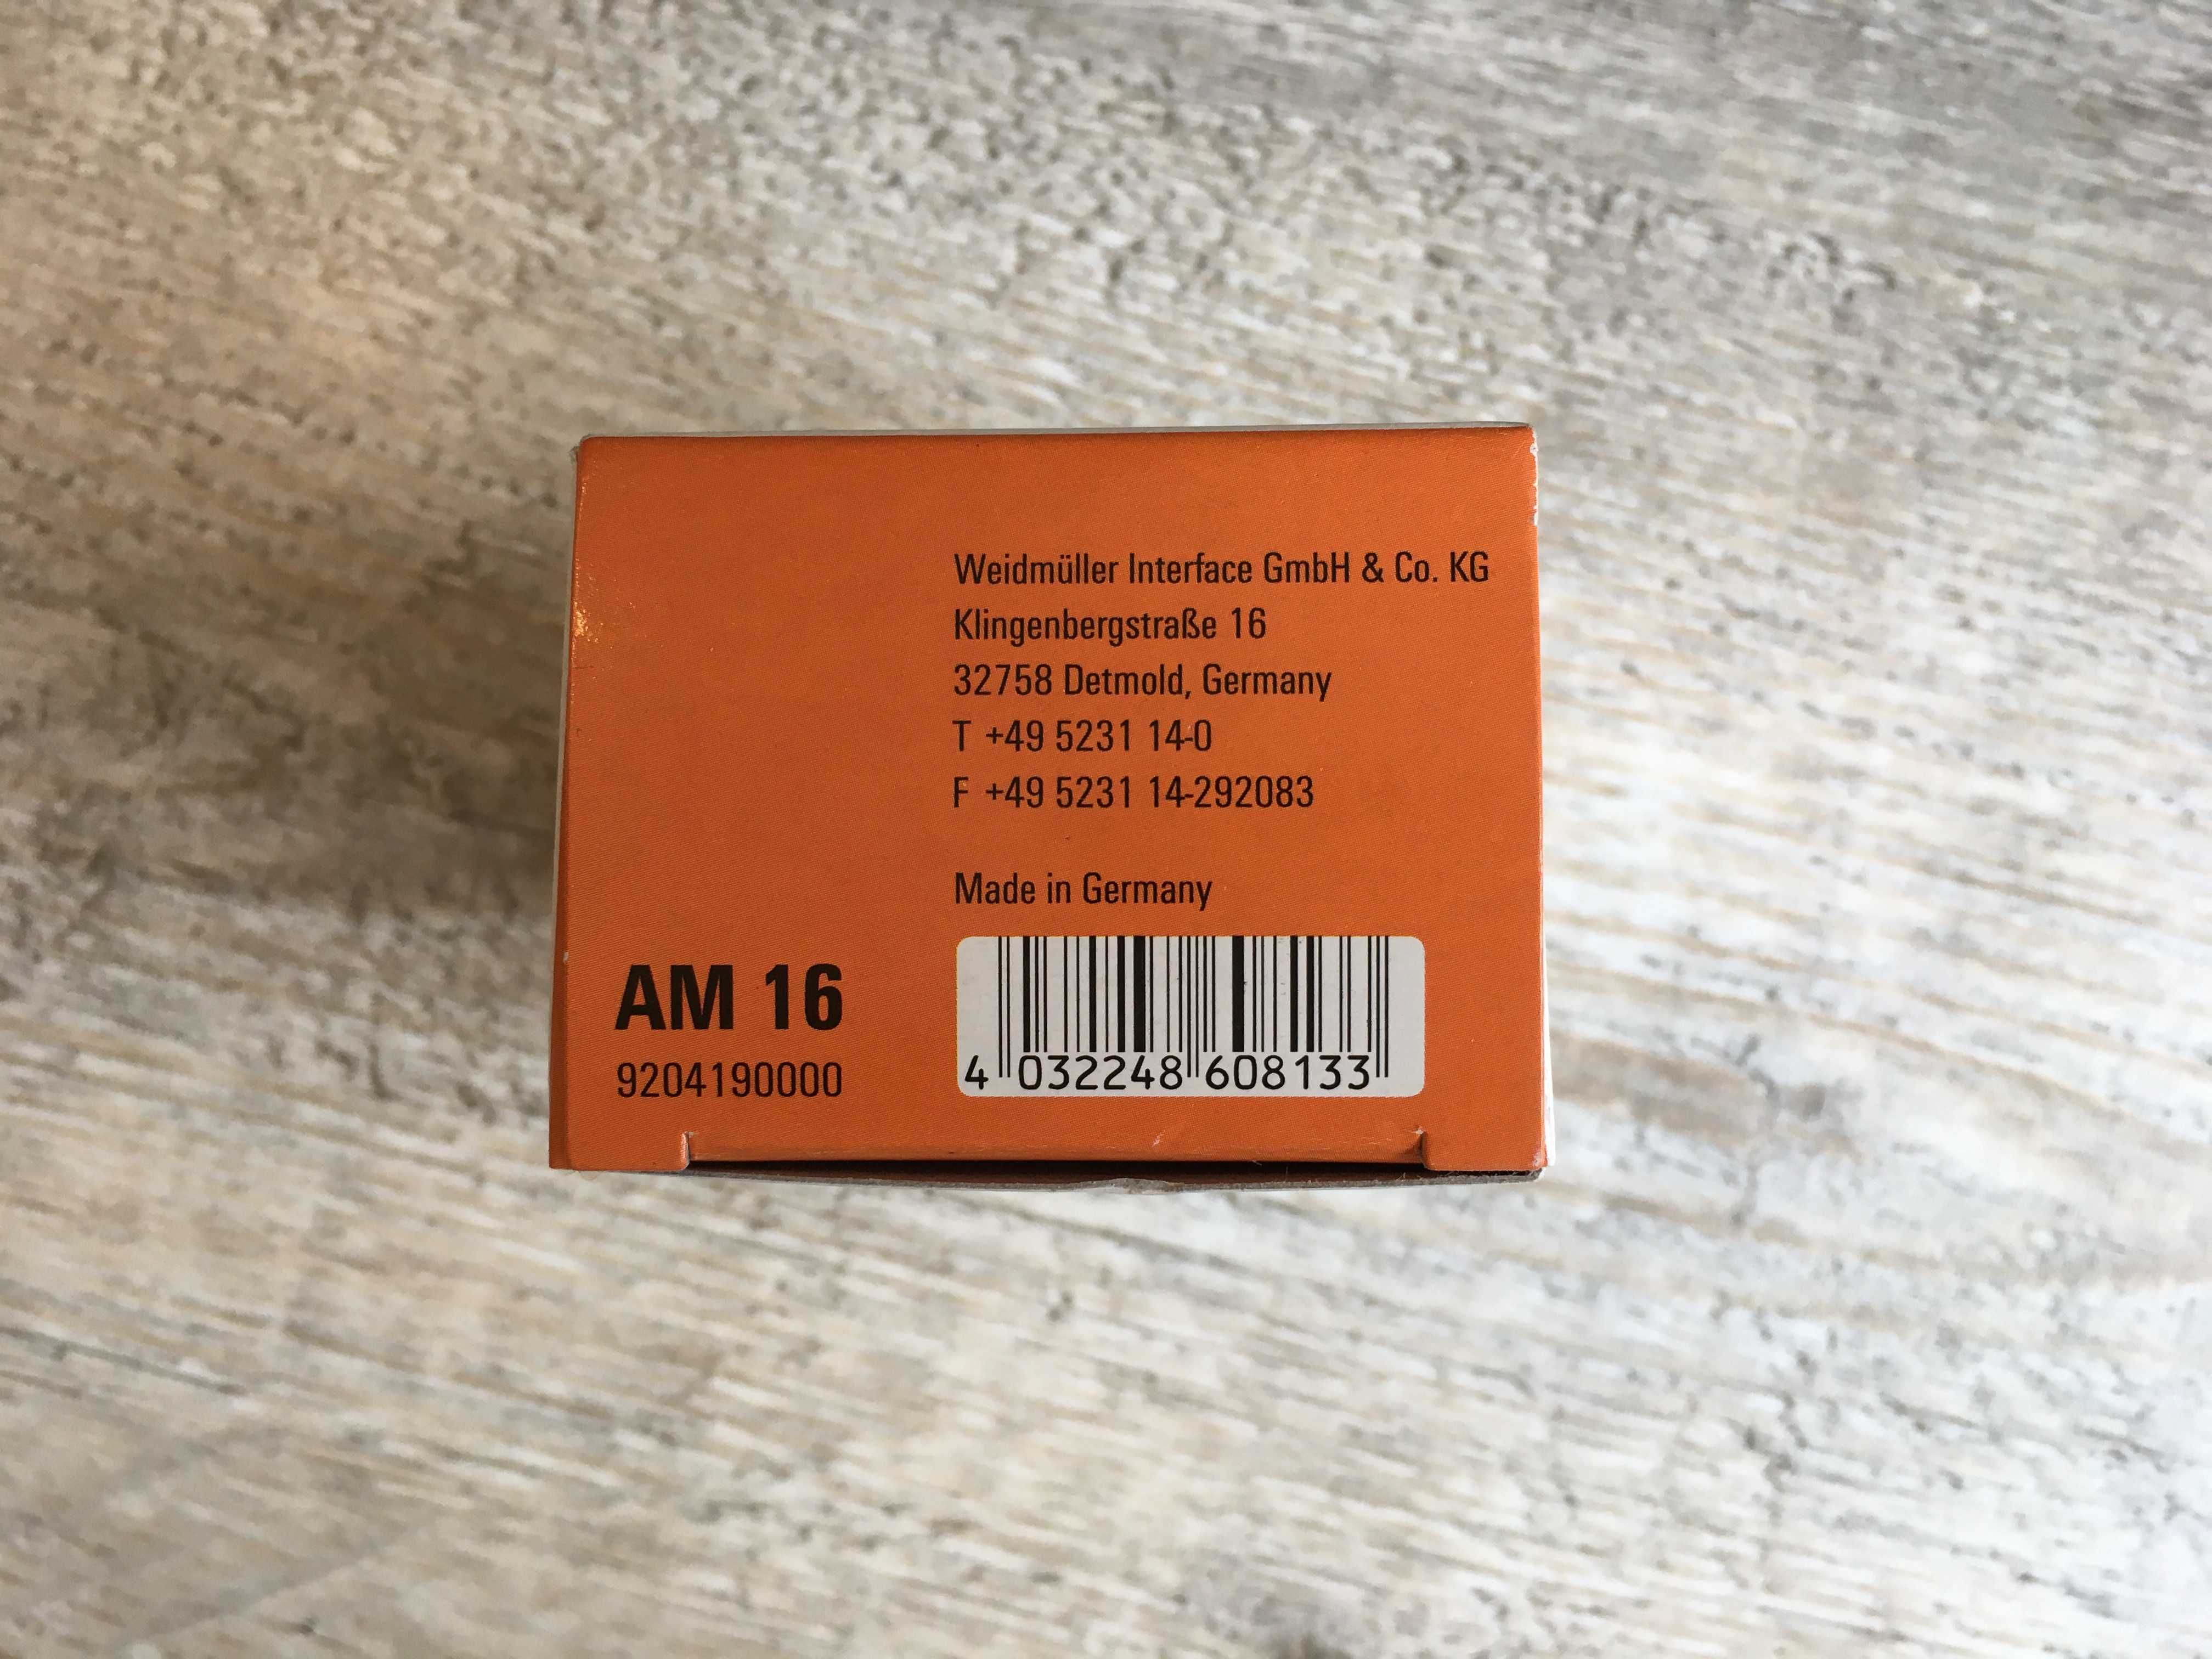 Weidmüller Interface GmbH & Co. KG
Klingenbergstraße 16
32758 Detmold, Germany
T +49 5231 14-0
F +49 5231 14-292083
Made in Germany
AM 16
9204190000
4 032248 608133